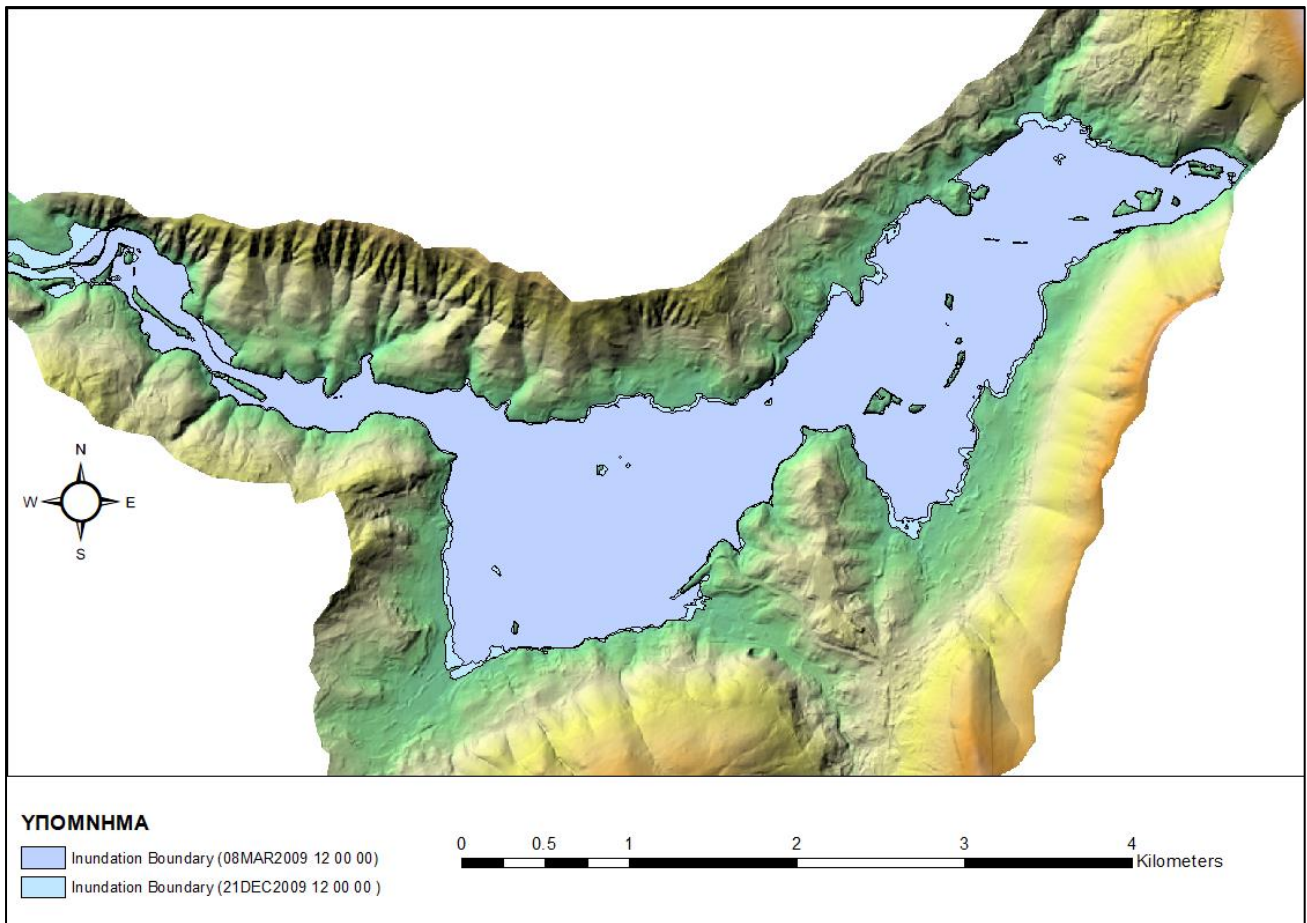 N
W E
S
ΥΠΟΜΝΗΜΑ
Inundation Boundary (08MAR2009 12 00 00)
Inundation Boundary (21DEC2009 12 00 00 )
0 0.5 1 2 3 4
Kilometers